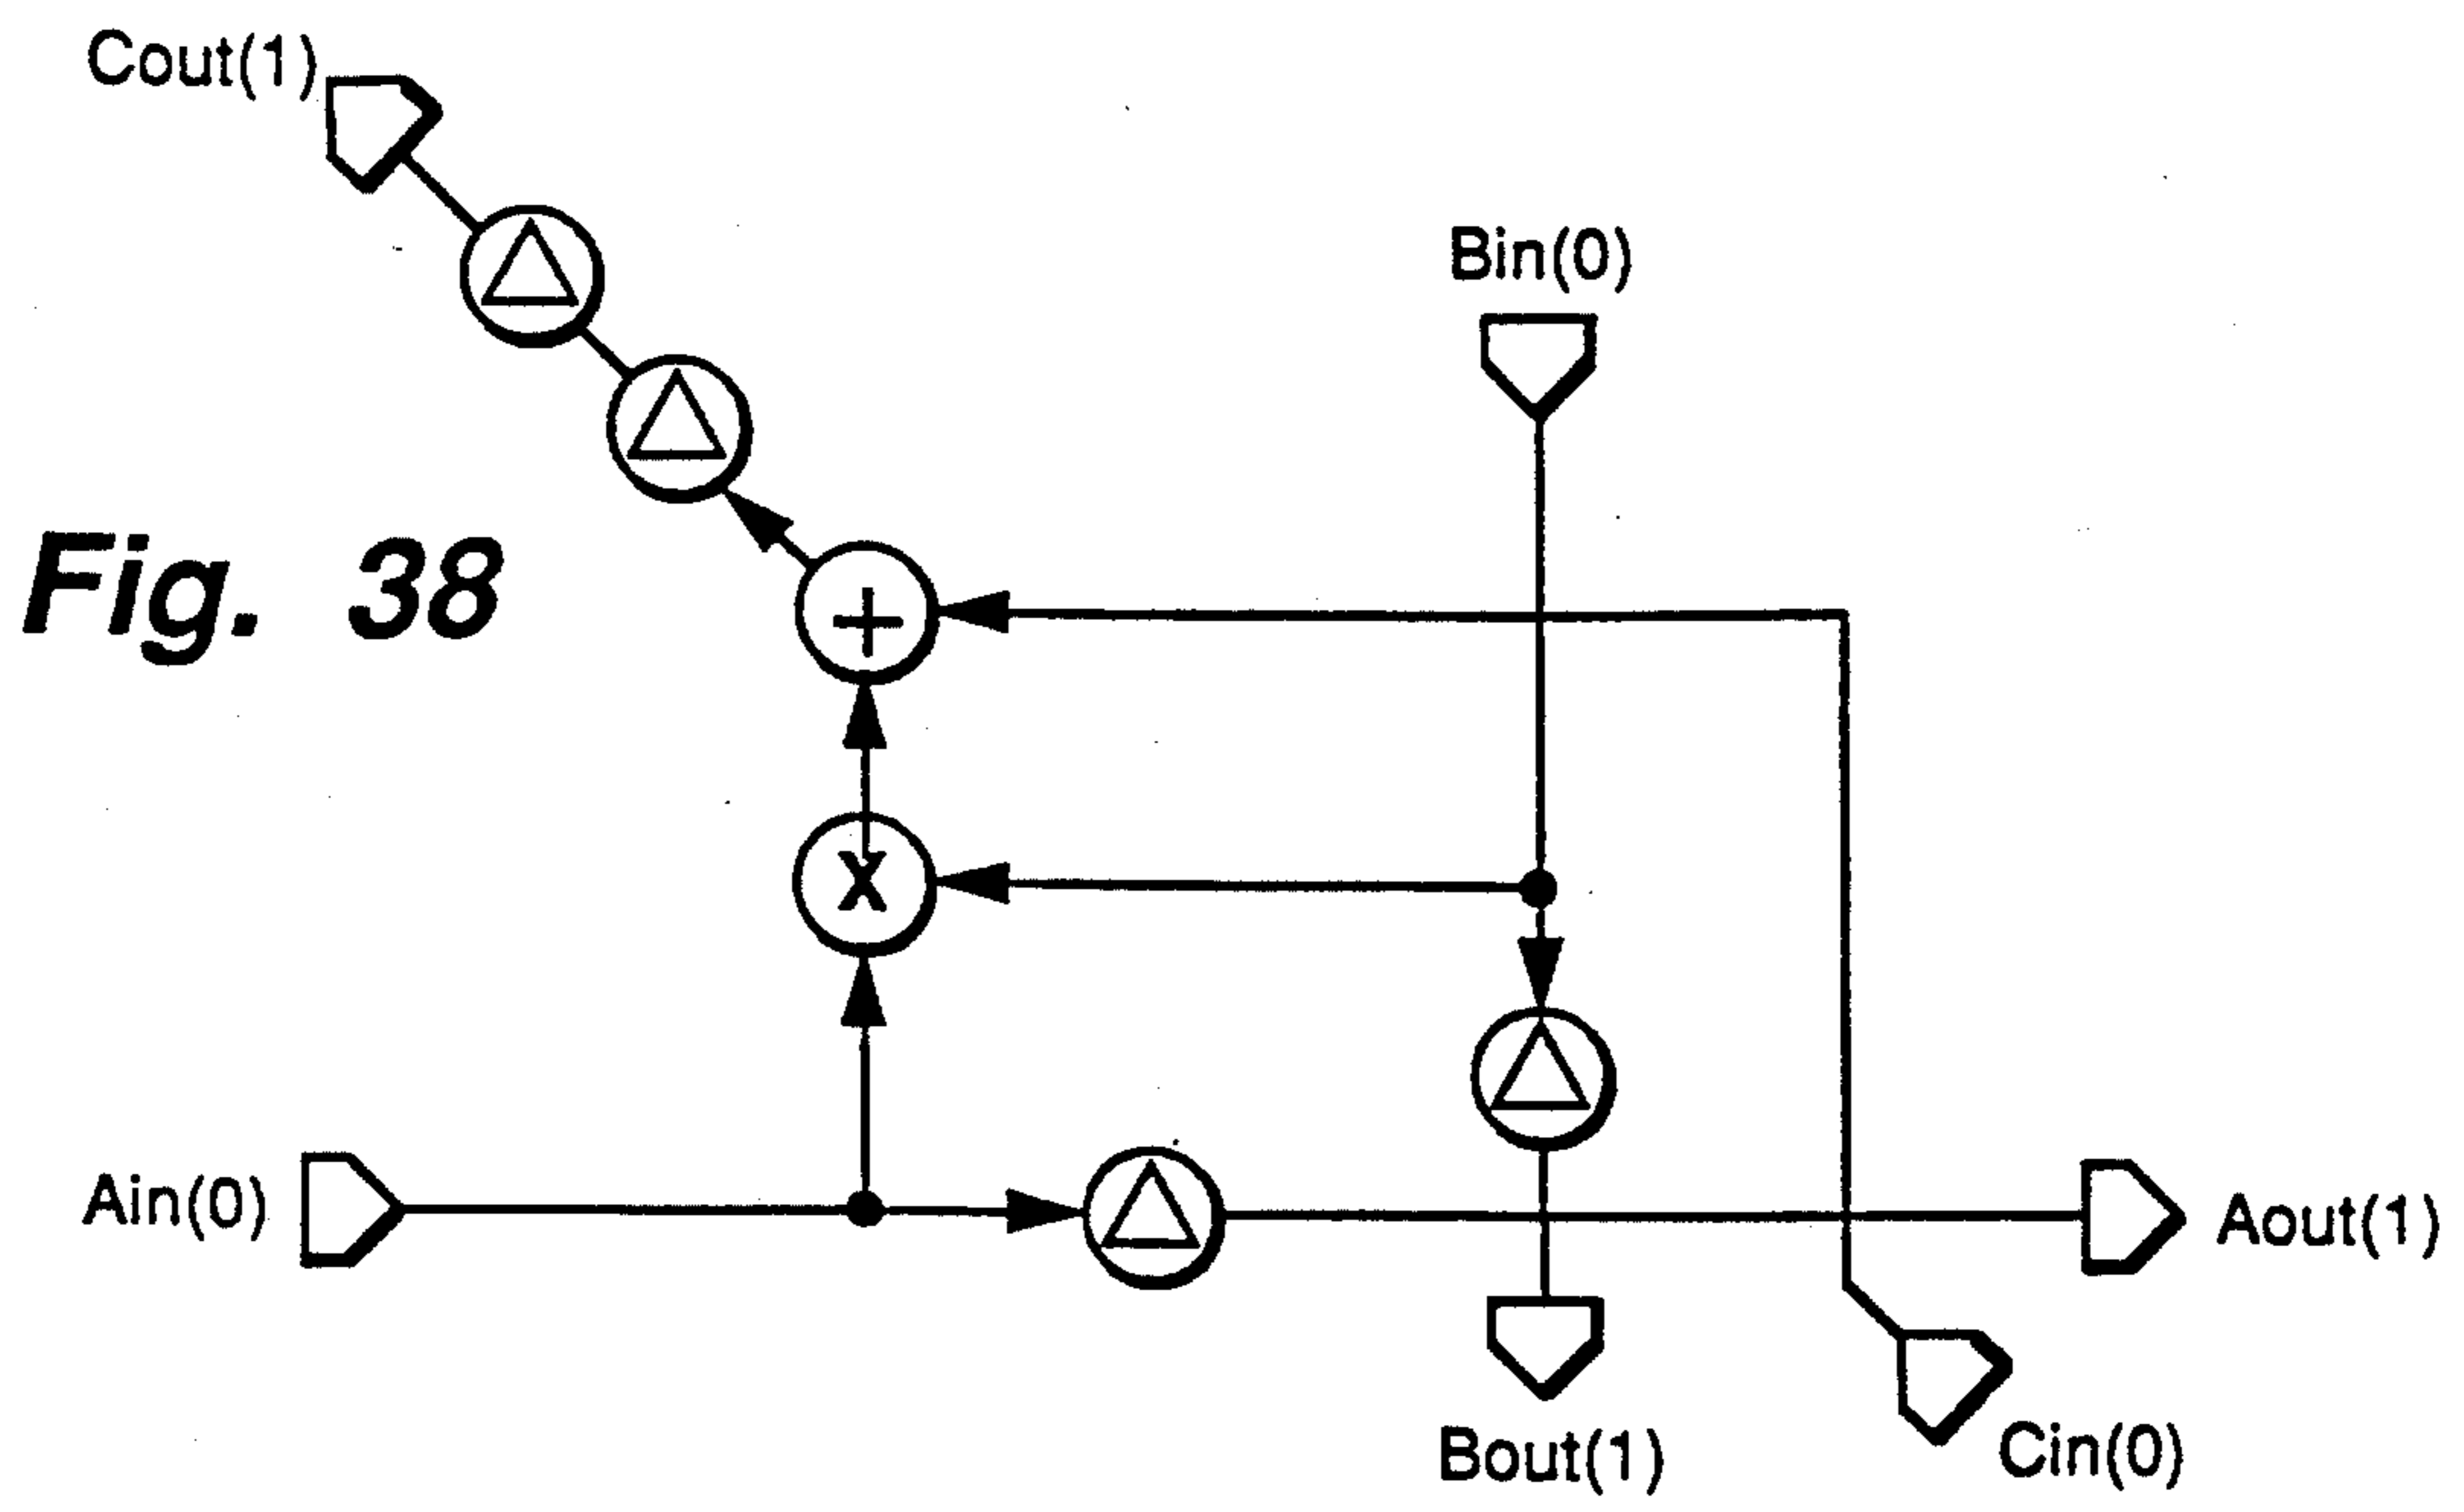 Cout(1)
Bin(0)
Fig. 38
+
X
Ain(0)
Aout(1)
Bout(1)
Cin(0)